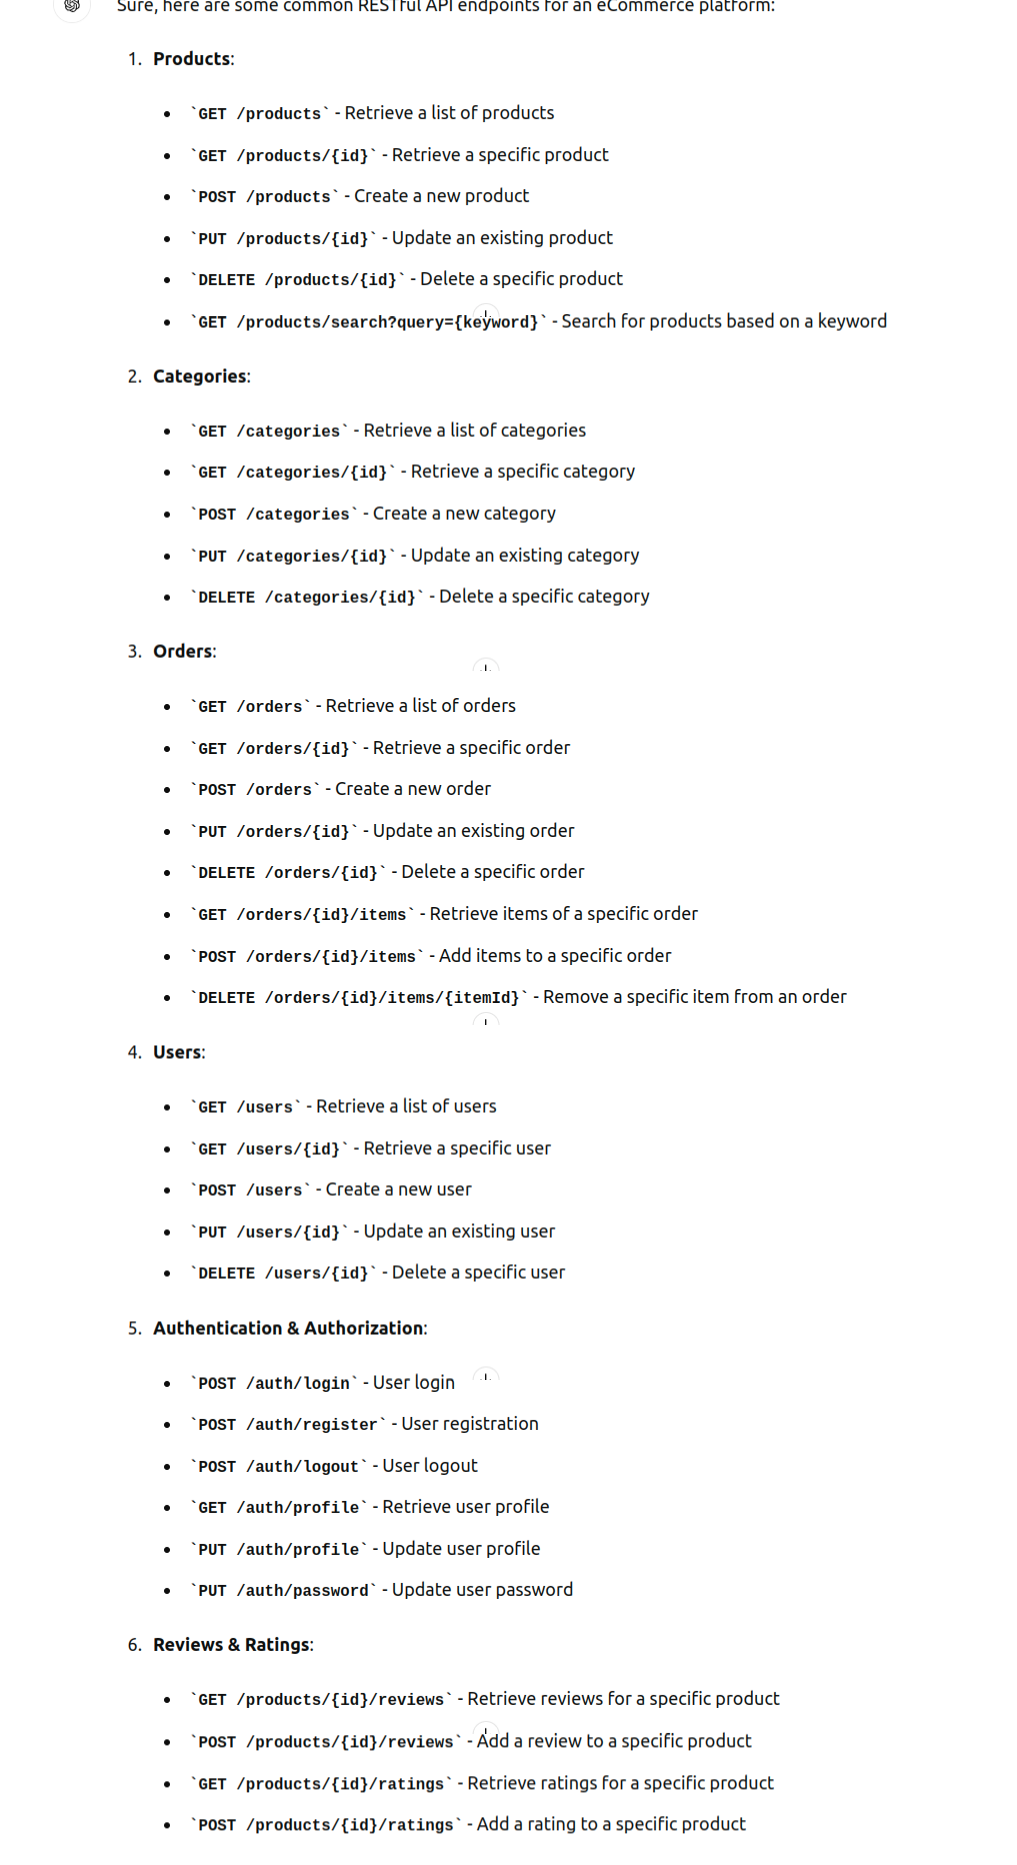 Sure, here are some common RESTful API endpoints for an eCommerce platform:
1. Products:
• `GET /products` - Retrieve a list of products
• `GET /products/{id}` - Retrieve a specific product
• `POST /products` - Create a new product
• `PUT /products/{id}` - Update an existing product
• `DELETE /products/{id}` - Delete a specific product
• `GET /products/search?query={keyword}` - Search for products based on a keyword
2. Categories:
• `GET /categories` - Retrieve a list of categories
• `GET /categories/{id}` - Retrieve a specific category
• `POST /categories` - Create a new category
• `PUT /categories/{id}` - Update an existing category
• `DELETE /categories/{id}` - Delete a specific category
3. Orders:
• `GET /orders` - Retrieve a list of orders
• `GET /orders/{id}` - Retrieve a specific order
• `POST /orders` - Create a new order
• `PUT /orders/{id}` - Update an existing order
• `DELETE /orders/{id}` - Delete a specific order
• `GET /orders/{id}/items` - Retrieve items of a specific order
• `POST /orders/{id}/items` - Add items to a specific order
• `DELETE /orders/{id}/items/{itemId}` - Remove a specific item from an order
4. Users:
• `GET /users` - Retrieve a list of users
• `GET /users/{id}` - Retrieve a specific user
• `POST /users` - Create a new user
• `PUT /users/{id}` - Update an existing user
• `DELETE /users/{id}` - Delete a specific user
5. Authentication & Authorization:
• `POST /auth/login` - User login
• `POST /auth/register` - User registration
• `POST /auth/logout` - User logout
• `GET /auth/profile` - Retrieve user profile
• `PUT /auth/profile` - Update user profile
• `PUT /auth/password` - Update user password
6. Reviews & Ratings:
• `GET /products/{id}/reviews` - Retrieve reviews for a specific product
• `POST /products/{id}/reviews` - Add a review to a specific product
• `GET /products/{id}/ratings` - Retrieve ratings for a specific product
• `POST /products/{id}/ratings` - Add a rating to a specific product